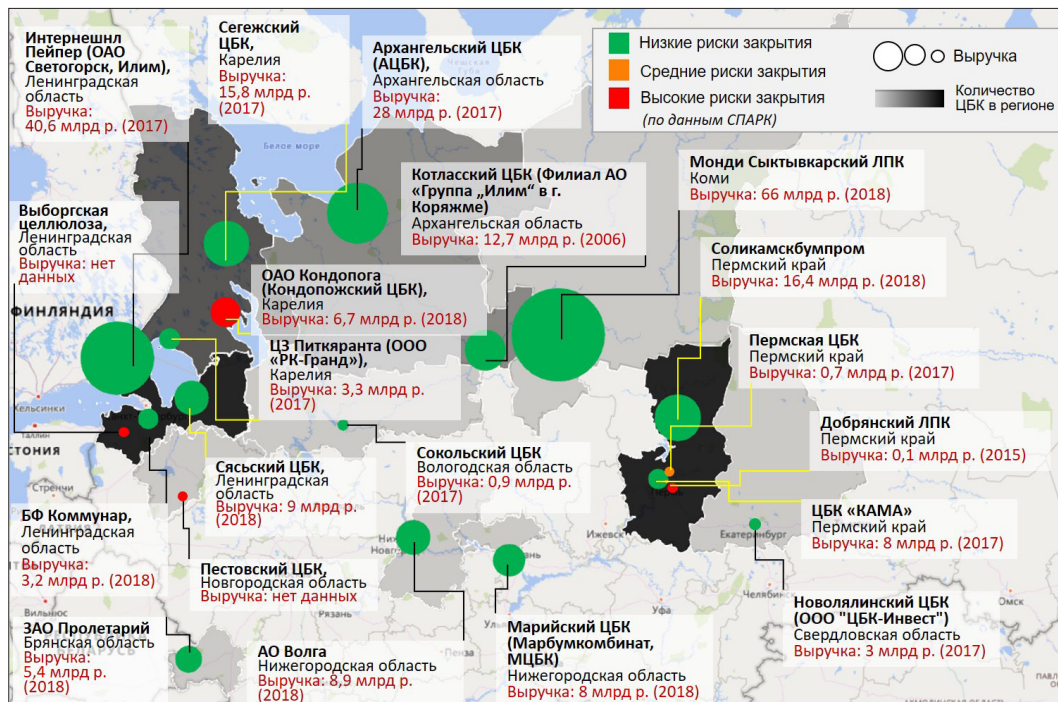 Интернешнл
Пейпер (ОАО
Светогорск, Илим),
Ленинградская
область
Выручка:
40,6 млрд р. (2017)
Сегежский
ЦБК,
Карелия
Выручка:
15,8 млрд р.
(2017)
Архангельский ЦБК
(АЦБК),
Архангельская область
Выручка:
28 млрд р. (2017)
Чешская
Губа
Низкие риски закрытия
Средние риски закрытия
Высокие риски закрытия
(по данным СПАРК)
Выручка
Количество
ЦБК в регионе
Белое море
Котласский ЦБК (Филиал АО
«Группа „Илим“ в г.
Коряжме)
Архангельская область
Выручка: 12,7 млрд р. (2006)
Монди Сыктывкарский ЛПК
Коми
Выручка: 66 млрд р. (2018)
Выборгская
целлюлоза,
Ленинградская
область
Выручка: нет
данных
Соликамскбумпром
Пермский край
Выручка: 16,4 млрд р. (2018)
ФИНЛЯНДИЯ
ОАО Кондопога
(Кондопожский ЦБК),
Карелия
Выручка: 6,7 млрд р. (2018)
ЦЗ Питкяранта (ООО
«РК-Гранд»),
Карелия
Выручка: 3,3 млрд р.
(2017)
Пермская ЦБК
Пермский край
Выручка: 0,7 млрд р. (2017)
Хельсинки
Таллин
СТОНИЯ
Добрянский ЛПК
Пермский край
Выручка: 0,1 млрд р. (2015)
Сясьский ЦБК,
Ленинградская
область
Выручка: 9 млрд р.
(2018)
Сокольский ЦБК
Вологодская область
Выручка: 0,9 млрд р.
(2017)
Стренчи
БФ Коммунар,
Ленинградская
область
Выручка:
3,2 млрд р. (2018)
ЦБК «КАМА»
Пермский край
Выручка: 8 млрд р. (2017)
Ижевск
Екатеринбург
Пестовский ЦБК,
Новгородская область
Выручка: нет данных
Вильнюс
Рязань
Уфа
Челябинск
Омск
ЗАО Пролетарий
Брянская область
Выручка:
5,4 млрд р.
(2018)
АО Волга
Нижегородская область
Выручка: 8,9 млрд р.
(2018)
Пенза
Марийский ЦБК
(Марбумкомбинат,
МЦБК)
Нижегородская область
Выручка: 8 млрд р. (2018)
Новолялинский ЦБК
(ООО "ЦБК-Инвест")
Свердловская область
Выручка: 3 млрд р. (2017)